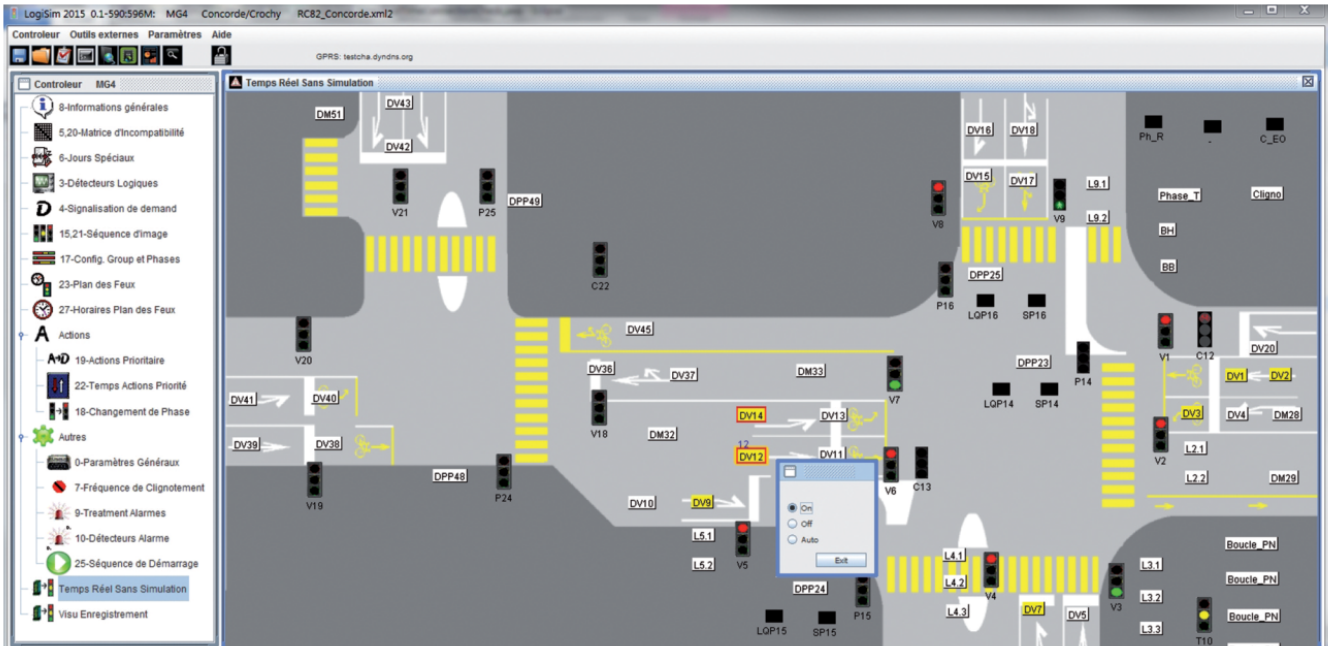 LogiSim 2015 0.1-590:596M: MG4 Concorde/Crochy RC82_Concorde.xml2
Controleur Outils externes Paramètres Aide
GPRS: testcha.dyndns.org
Controleur MG4
8-Informations générales
5,20-Matrice d'Incompatibilité
6-Jours Spéciaux
3-Détecteurs Logiques
4-Signalisation de demand
15,21-Séquence d'image
17-Config. Group et Phases
23-Plan des Feux
27-Horaires Plan des Feux
Actions
19-Actions Prioritaire
22-Temps Actions Priorité
18-Changement de Phase
Autres
0-Paramètres Généraux
7-Fréquence de Clignotement
9-Treatment Alarmes
10-Détecteurs Alarme
25-Séquence de Démarrage
Temps Réel Sans Simulation
Visu Enregistrement
Temps Réel Sans Simulation
DM51 DV43
DV42
V21 P25 DPP49
C22
V20
DV45
DV36 DV37 DM33
V18
DV41 DV40
DV39 DV38
V19
DPP48 P24
DM32
DV14 DV13
12
DV12 DV11
DV10 DV9
V7
V6 C13
L5.1
L5.2
V5
On
Off
Auto
Exit
DPP24
P15
LQP15 SP15
DV16 DV18
DV15 DV17
V8 V9
L9.1
L9.2
DPP25
P16 LQP16 SP16
DPP23
P14
LQP14 SP14
Ph_R - C_EO
Phase_T Cligno
BH
BB
V1 C12
DV20
DV1 DV2
DV3 DV4 DM28
V2
L2.1
L2.2
DM29
L4.1
L4.2
L4.3
V4
DV7 DV5
V3
L3.1
L3.2
L3.3
Boucle_PN
Boucle_PN
Boucle_PN
T10